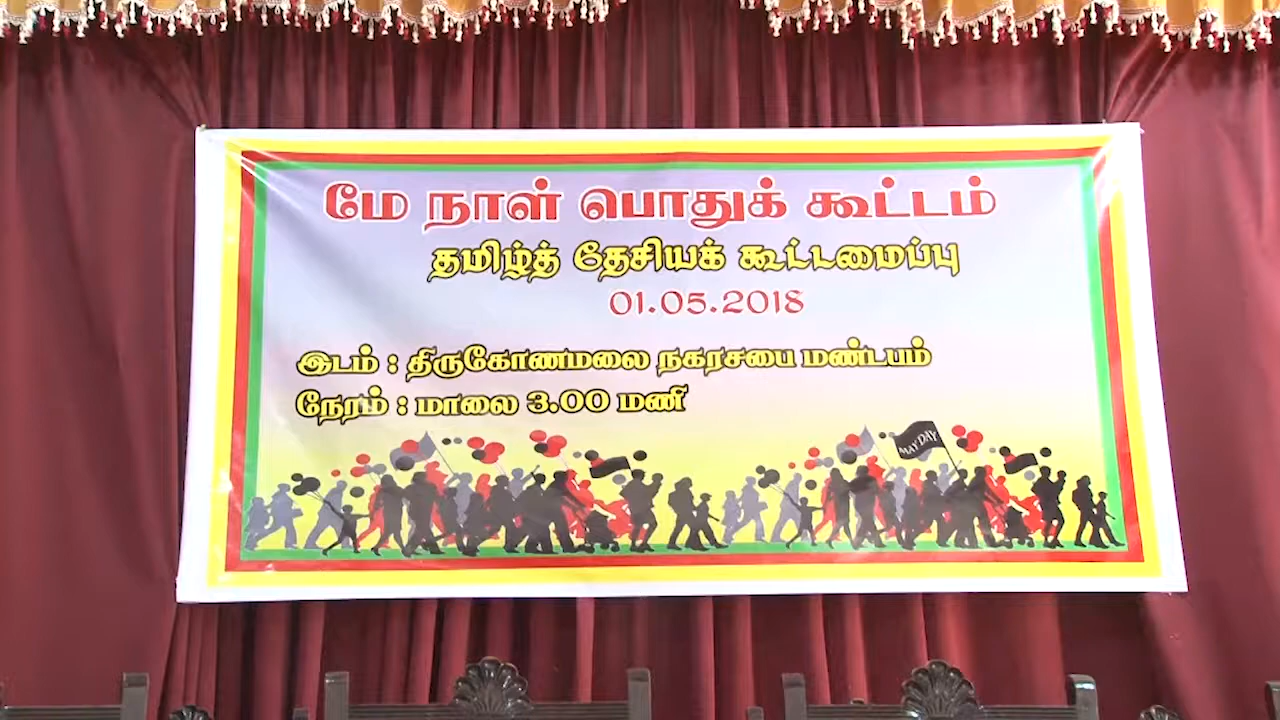 மே நாள் பொதுக் கூட்டம்
தமிழ்த் தேசியக் கூட்டமைப்பு
01.05.2018
இடம் : திருகோணமலை நகரசபை மண்டபம்
நேரம் : மாலை 3.00 மணி
MAY DAY